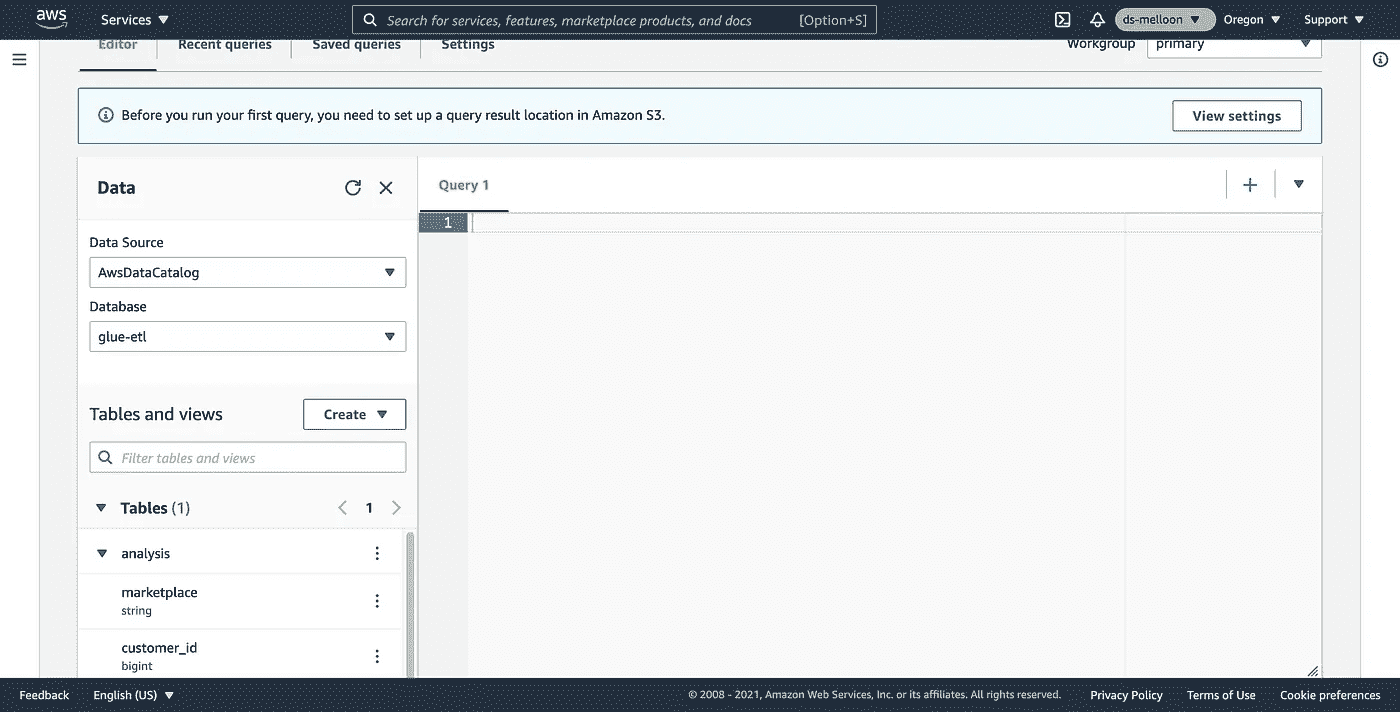 aws Services Search for services, features, marketplace products, and docs [Option+S] ds-melloon Oregon Support
Editor Recent queries Saved queries Settings Workgroup primary
Before you run your first query, you need to set up a query result location in Amazon S3. View settings
Data
Query 1
1
Data Source
AwsDataCatalog
Database
glue-etl
Tables and views Create
Filter tables and views
Tables (1) 1
analysis
marketplace
string
customer_id
bigint
Feedback English (US) © 2008 - 2021, Amazon Web Services, Inc. or its affiliates. All rights reserved. Privacy Policy Terms of Use Cookie preferences